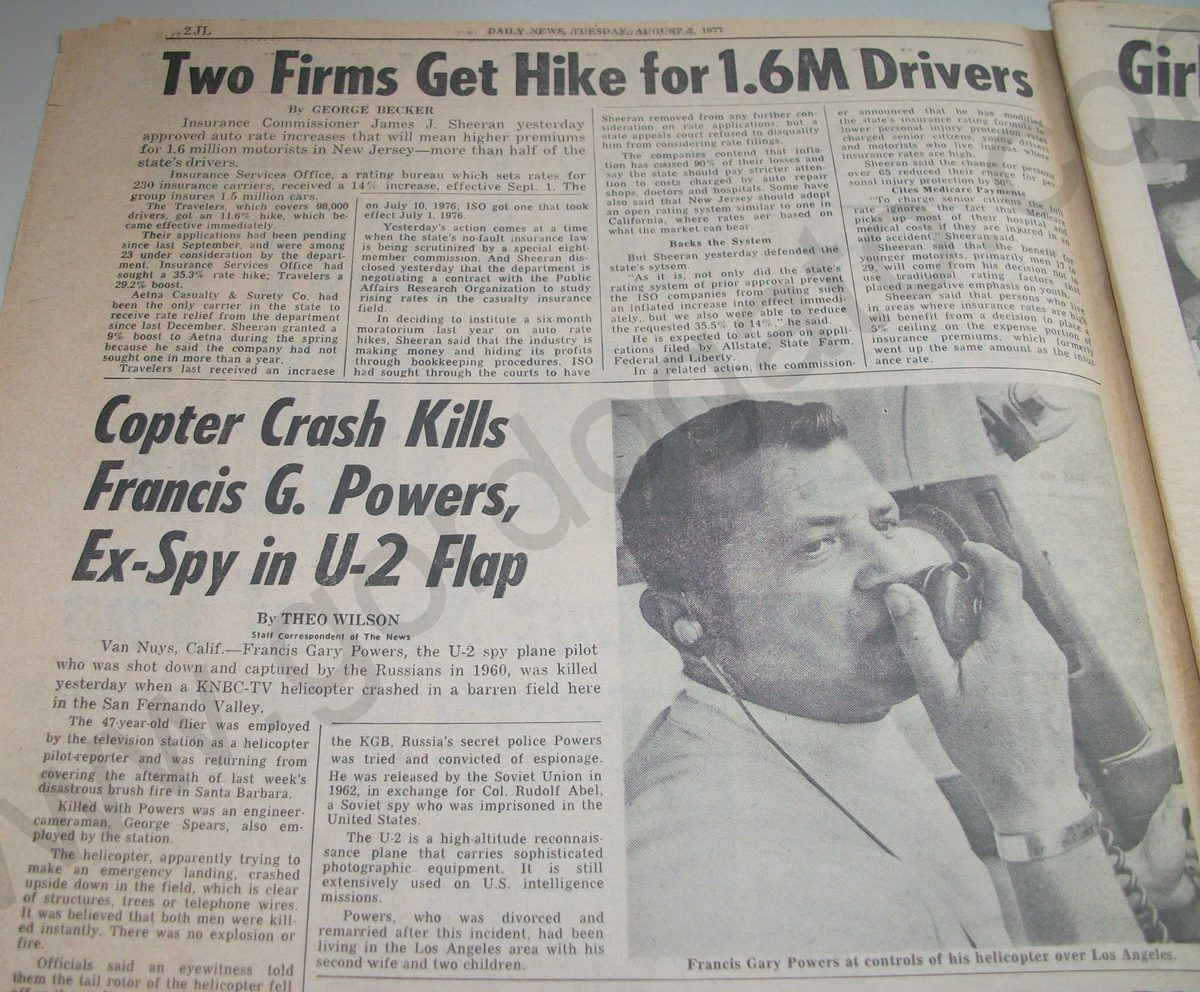 2 JL
DAILY NEWS, TUESDAY, AUGUST 2, 1977
Two Firms Get Hike for 1.6M Drivers
By GEORGE BECKER
Insurance Commissioner James J. Sheeran yesterday
approved auto rate increases that will mean higher premiums
for 1.6 million motorists in New Jersey—more than half of the
state's drivers.
Insurance Services Office, a rating bureau which sets rates for
230 insurance carriers, received a 14% increase, effective Sept. 1. The
group insures 1.5 million cars.
The Travelers, which covers 98,000
drivers, got an 11.6% hike, which be-
came effective immediately.
Their applications had been pending
since last September, and were among
23 under consideration by the depart-
ment. Insurance Services Office had
sought a 35.3% rate hike; Travelers a
29.2% boost.
Aetna Casualty & Surety Co. had
been the only carrier in the state to
receive rate relief from the department
since last December. Sheeran granted a
9% boost to Aetna during the spring
because he said the company had not
sought one in more than a year.
Travelers last received an incraese
on July 10, 1976; ISO got one that took
effect July 1, 1976.
Yesterday's action comes at a time
when the state's no-fault insurance law
is being scrutinized by a special eight-
member commission. And Sheeran dis-
closed yesterday that the department is
negotiating a contract with the Public
Affairs Research Organization to study
rising rates in the casualty insurance
field.
In deciding to institute a six-month
moratorium last year on auto rate
hikes, Sheeran said that the industry is
making money and hiding its profits
through bookkeeping procedures. ISO
had sought through the courts to have
Sheeran removed from any further con-
sideration on rate applications, but a
state appeals court refused to disqualify
him from considering rate filings.
The companies contend that infla-
tion has caused 90% of their losses and
say the state should pay stricter atten-
tion to costs charged by auto repair
shops, doctors and hospitals. Some have
also said that New Jersey should adopt
an open rating system similar to one in
California, where rates aer based on
what the market can bear.
Backs the System
But Sheeran yesterday defended the
state's sytsem.
"As it is, not only did the state's
rating system of prior approval prevent
the ISO companies from puting such
an inflated increase into effect immedi-
ately, but we also were able to reduce
the requested 35.5% to 14%," he said.
He is expected to act soon on appli-
cations filed by Allstate, State Farm,
Federal and Liberty.
In a related action, the commission-
er announced that he has modified
the state's insurance rating formula to
lower personal injury protection rates
charged senior citizens, young drivers
and motorists who live inareas where
insurance rates are high.
Sheeran said the change for persons
over 65 reduced their charge for per-
sonal injury protection by 50%.
Cites Medicare Payments
"To charge senior citizens the full
rate ignores the fact that Medicare
picks up most of their hospital and
medical costs if they are injured in an
auto accident," Sheeran said.
Sheeran said that the benefit for
younger motorists, primarily men 17 to
29, will come from his decision not to
use traditional rating factors that
placed a negative emphasis on youth.
Sheeran said that persons who live
in areas where insurance rates are high
will benefit from a decision to place a
5% ceiling on the expense portion of
insurance premiums, which formerly
went up the same amount as the insur-
ance rate.
Girl
Copter Crash Kills
Francis G. Powers,
Ex-Spy in U-2 Flap
By THEO WILSON
Staff Correspondent of The News
Van Nuys, Calif.—Francis Gary Powers, the U-2 spy plane pilot
who was shot down and captured by the Russians in 1960, was killed
yesterday when a KNBC-TV helicopter crashed in a barren field here
in the San Fernando Valley.
The 47-year-old flier was employed
by the television station as a helicopter
pilot-reporter and was returning from
covering the aftermath of last week's
disastrous brush fire in Santa Barbara.
Killed with Powers was an engineer-
cameraman, George Spears, also em-
ployed by the station.
The helicopter, apparently trying to
make an emergency landing, crashed
upside down in the field, which is clear
of structures, trees or telephone wires.
It was believed that both men were kill-
ed instantly. There was no explosion or
fire.
Officials said an eyewitness told
them the tail rotor of the helicopter fell
the KGB, Russia's secret police Powers
was tried and convicted of espionage.
He was released by the Soviet Union in
1962, in exchange for Col. Rudolf Abel,
a Soviet spy who was imprisoned in the
United States.
The U-2 is a high-altitude reconnais-
sance plane that carries sophisticated
photographic equipment. It is still
extensively used on U.S. intelligence
missions.
Powers, who was divorced and
remarried after this incident, had been
living in the Los Angeles area with his
second wife and two children.
Francis Gary Powers at controls of his helicopter over Los Angeles.